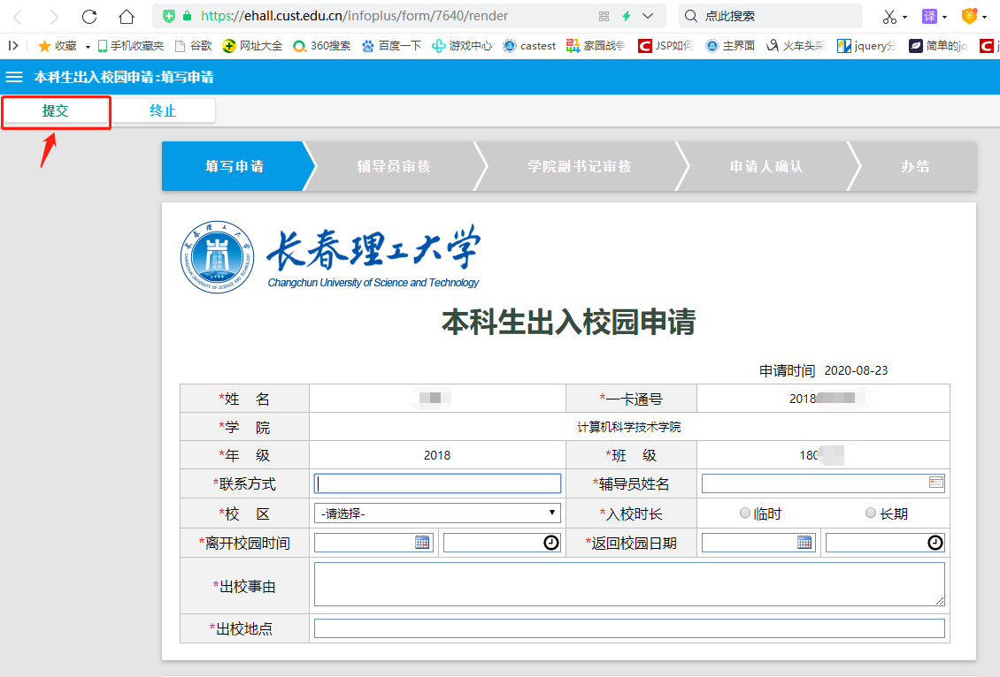 https://ehall.cust.edu.cn/infoplus/form/7640/render
点此搜索
译
收藏 手机收藏夹 谷歌 网址大全 360搜索 百度一下 游戏中心 castest 家园战争 JSP如何 主界面 火车头采 jquery分 简单的jq
本科生出入校园申请:填写申请
提交 终止
填写申请 辅导员审核 学院副书记审核 申请人确认 办结
长春理工大学
Changchun University of Science and Technology
本科生出入校园申请
申请时间 2020-08-23
*姓 名 *一卡通号 2018
*学 院 计算机科学技术学院
*年 级 2018 *班 级 180
*联系方式 *辅导员姓名
*校 区 -请选择- *入校时长 临时 长期
*离开校园时间 *返回校园日期
*出校事由
*出校地点